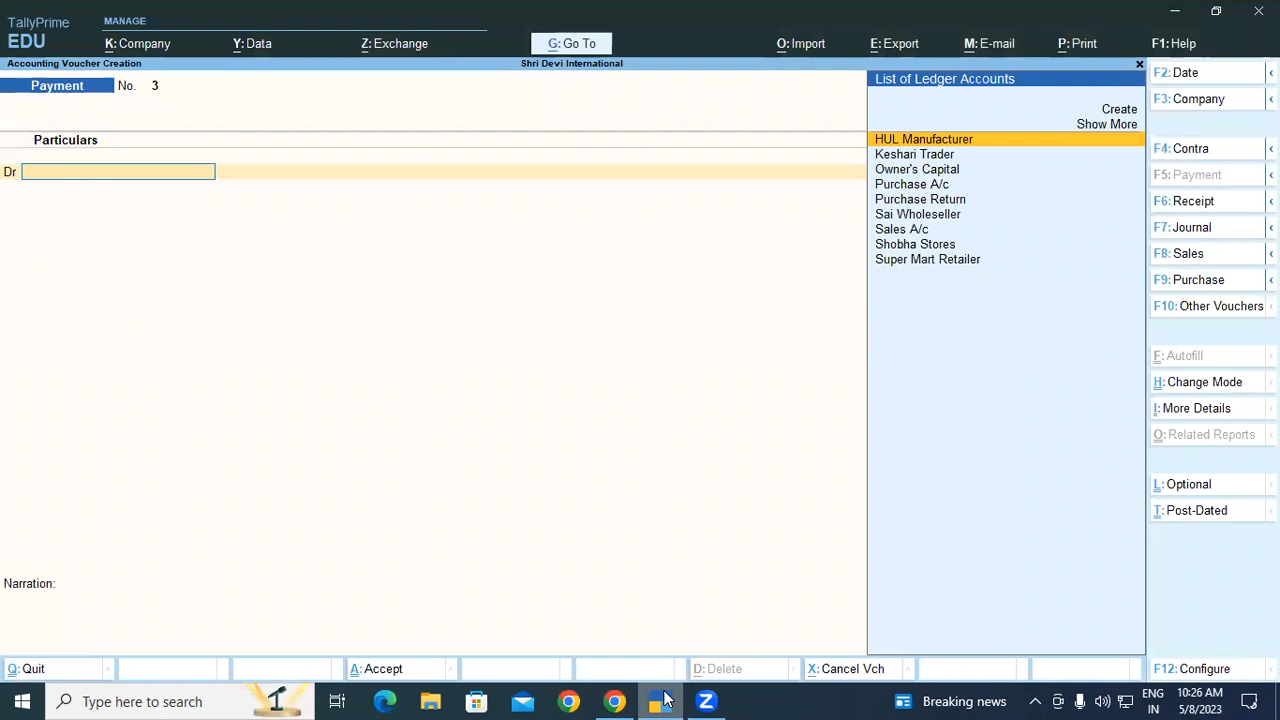 TallyPrime
EDU
MANAGE
K: Company
Y: Data
Z: Exchange
G: Go To
O: Import
E: Export
M: E-mail
P: Print
F1: Help
Accounting Voucher Creation
Shri Devi International
Payment No. 3
Particulars
Dr
Narration:
List of Ledger Accounts
Create
Show More
HUL Manufacturer
Keshari Trader
Owner's Capital
Purchase A/c
Purchase Return
Sai Wholeseller
Sales A/c
Shobha Stores
Super Mart Retailer
F2: Date
F3: Company
F4: Contra
F5: Payment
F6: Receipt
F7: Journal
F8: Sales
F9: Purchase
F10: Other Vouchers
F: Autofill
H: Change Mode
I: More Details
O: Related Reports
L: Optional
T: Post-Dated
Q: Quit
A: Accept
D: Delete
X: Cancel Vch
F12: Configure
Type here to search
Breaking news
ENG
IN
10:26 AM
5/8/2023